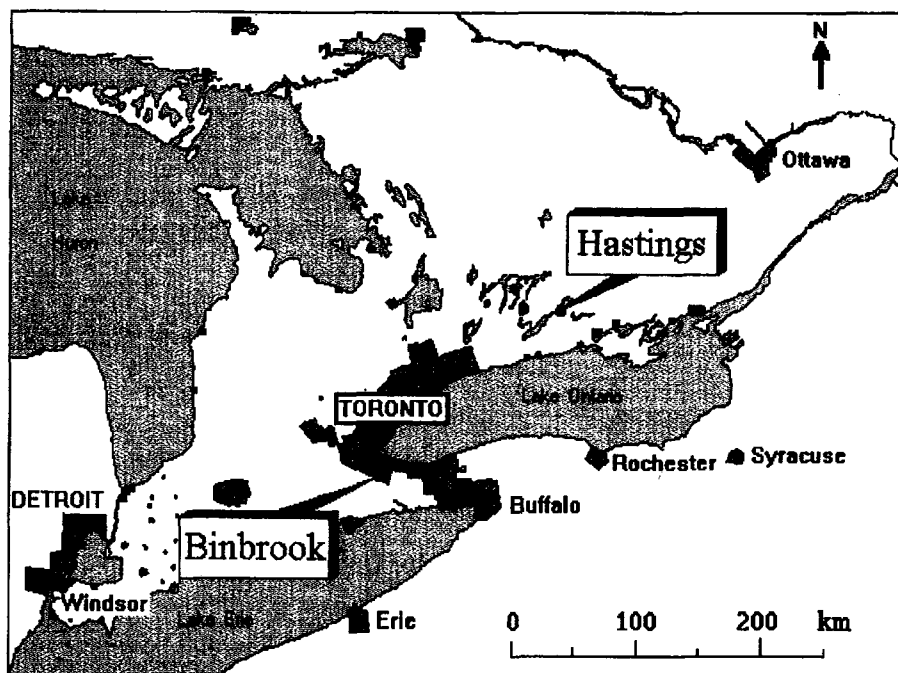 N
Ottawa
Lake
Huron
Hastings
TORONTO
Lake Ontario
Rochester
Syracuse
DETROIT
Buffalo
Binbrook
Windsor
Lake Erie
Erie
0 100 200 km